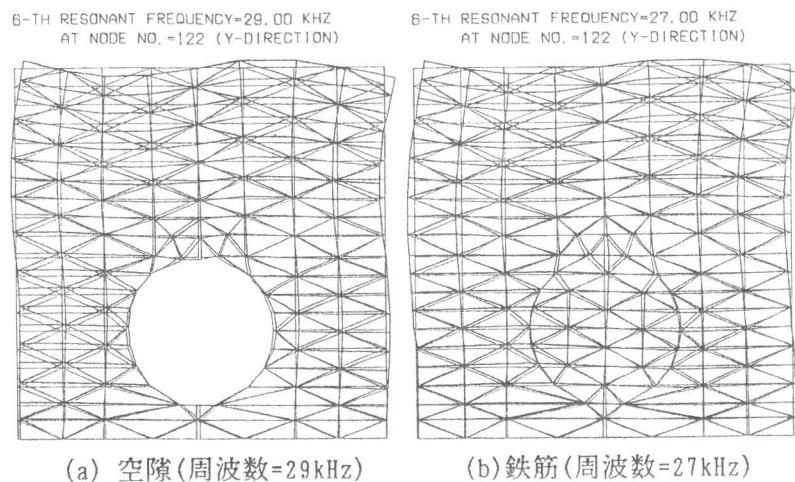 6-TH RESONANT FREQUENCY=29.00 KHZ
AT NODE NO.=122 (Y-DIRECTION)
6-TH RESONANT FREQUENCY=27.00 KHZ
AT NODE NO.=122 (Y-DIRECTION)
(a) 空隙(周波数=29kHz)
(b)鉄筋(周波数=27kHz)